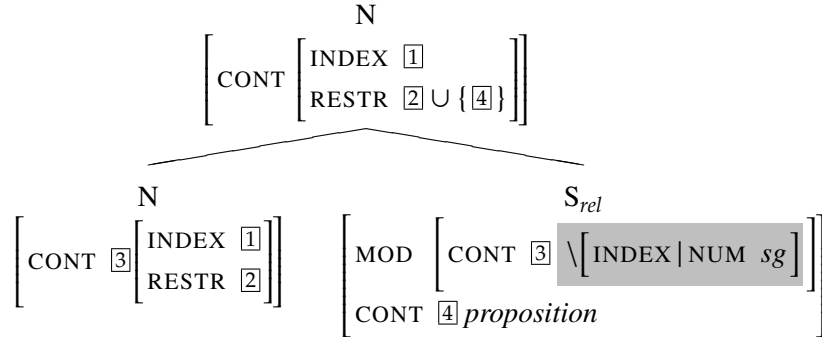 N
[CONT [INDEX 1
RESTR 2 ∪ {4}]]
N
[CONT 3 [INDEX 1
RESTR 2]]
S_rel
[MOD [CONT 3 \[INDEX|NUM sg]]
CONT 4 proposition]